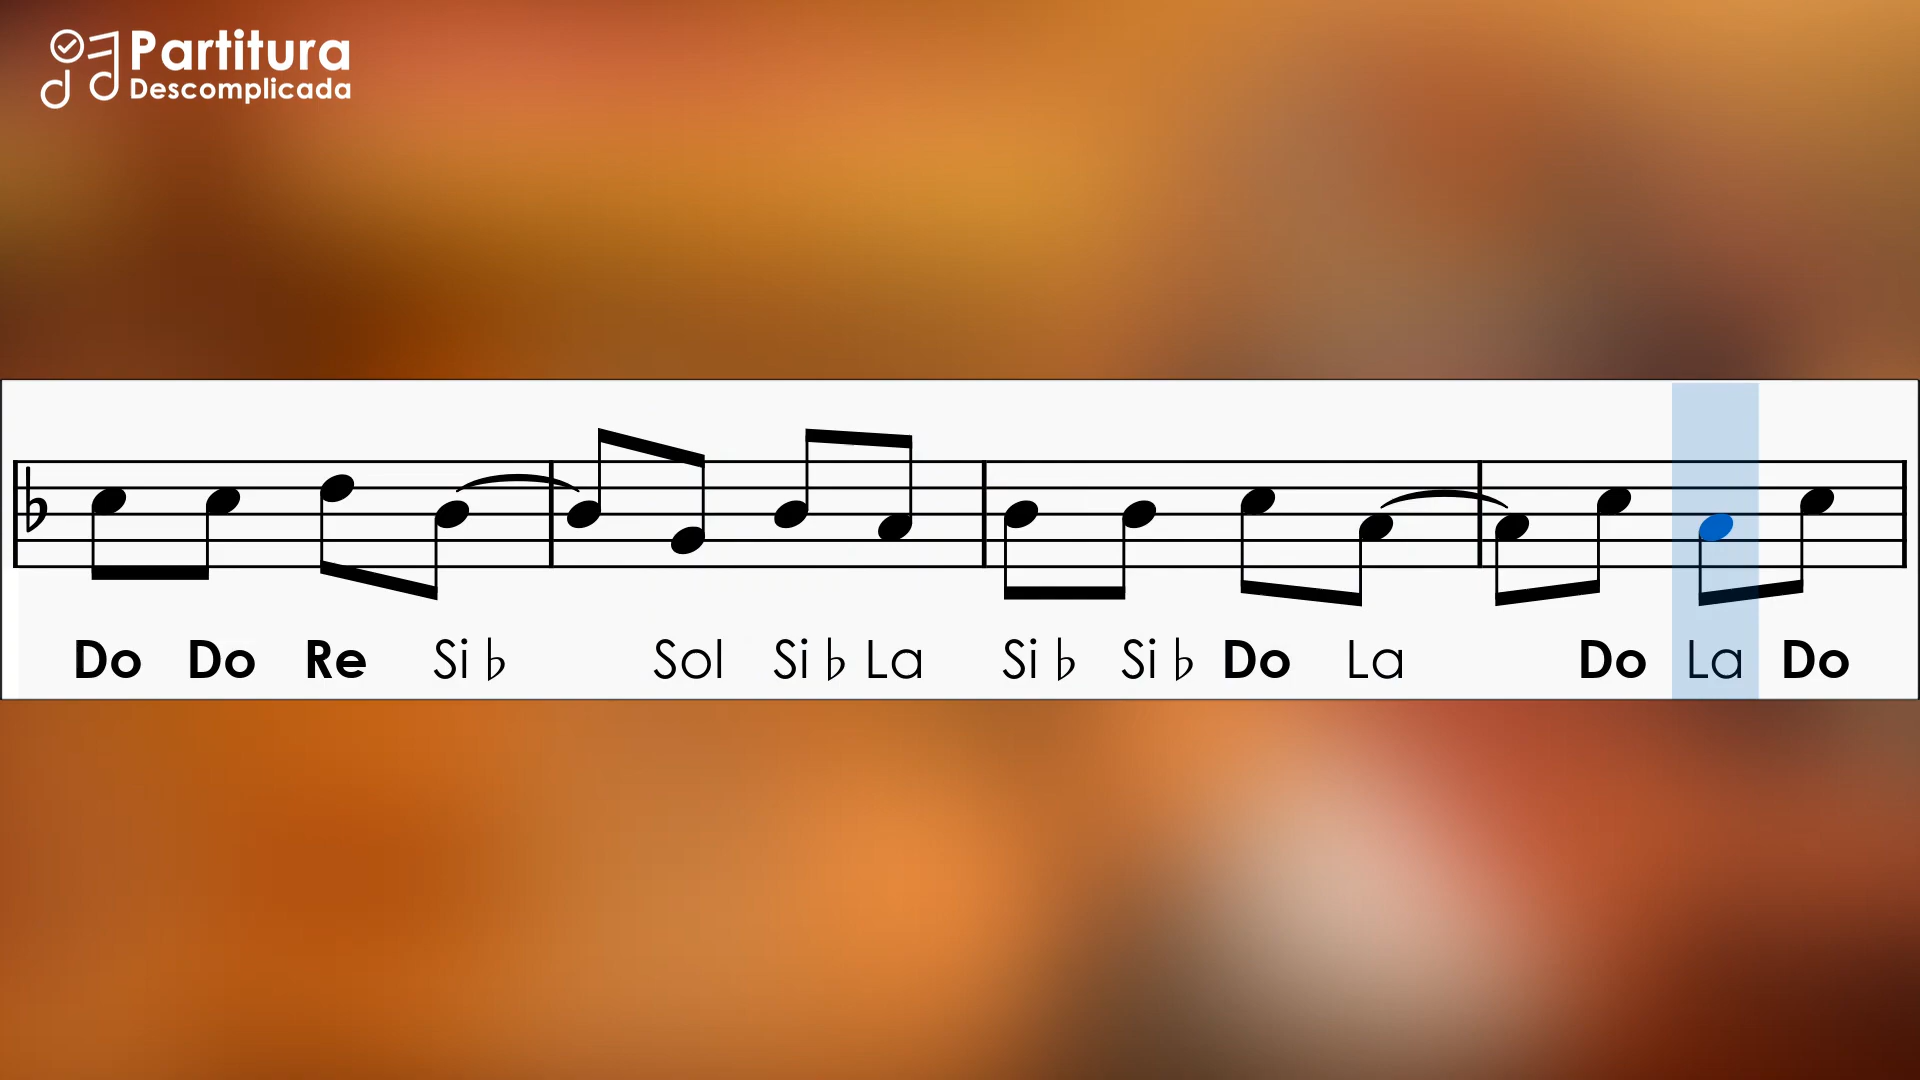 Partitura
Descomplicada
Do Do Re Si ♭ Sol Si ♭ La Si ♭ Si ♭ Do La Do La Do